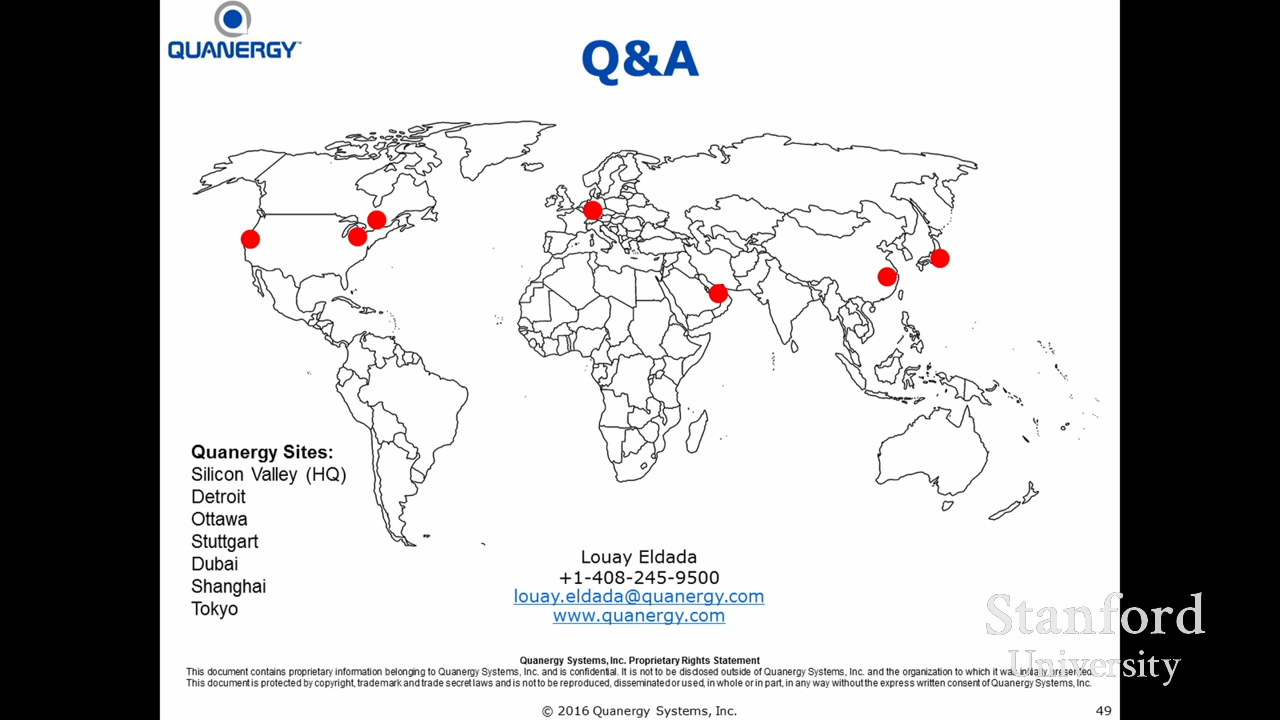 QUANERGY™
Q&A
Quanergy Sites:
Silicon Valley (HQ)
Detroit
Ottawa
Stuttgart
Dubai
Shanghai
Tokyo
Louay Eldada
+1-408-245-9500
louay.eldada@quanergy.com
www.quanergy.com
Stanford
University
Quanergy Systems, Inc. Proprietary Rights Statement
This document contains proprietary information belonging to Quanergy Systems, Inc. and is confidential. It is not to be disclosed outside of Quanergy Systems, Inc. and the organization to which it was initially presented.
This document is protected by copyright, trademark and trade secret laws and is not to be reproduced, disseminated or used, in whole or in part, in any way without the express written consent of Quanergy Systems, Inc.
© 2016 Quanergy Systems, Inc.
49